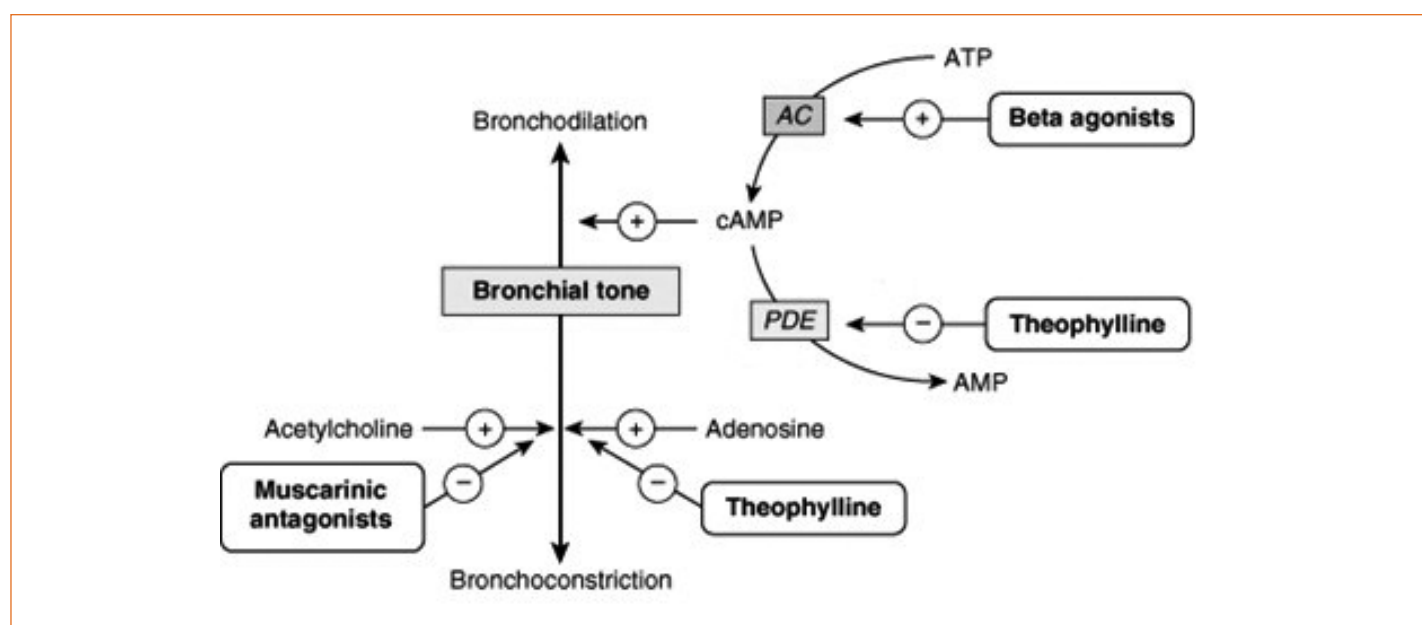 ATP
AC
+
Beta agonists
Bronchodilation
+
cAMP
Bronchial tone
PDE
−
Theophylline
AMP
Acetylcholine
+
+
Adenosine
Muscarinic
antagonists
−
−
Theophylline
Bronchoconstriction